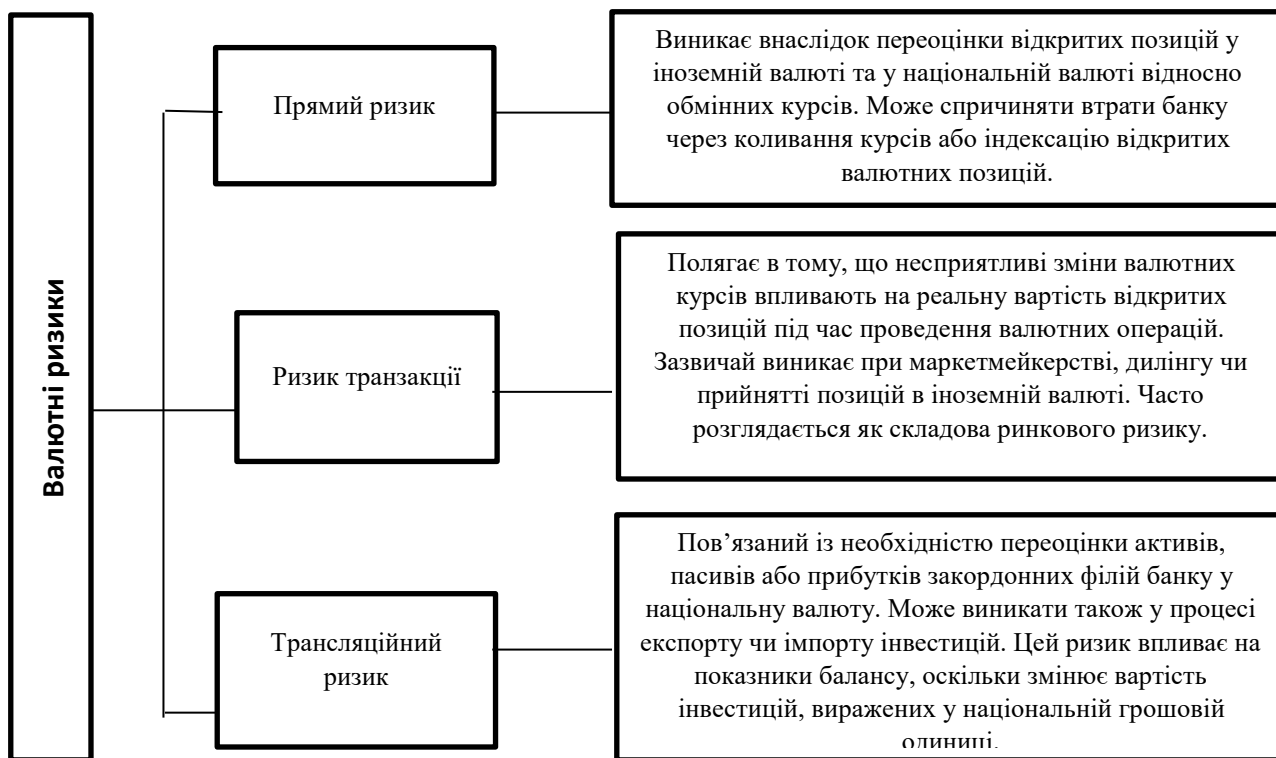 Валютні ризики
Прямий ризик
Виникає внаслідок переоцінки відкритих позицій у
іноземній валюті та у національній валюті відносно
обмінних курсів. Може спричиняти втрати банку
через коливання курсів або індексацію відкритих
валютних позицій.
Ризик транзакції
Полягає в тому, що несприятливі зміни валютних
курсів впливають на реальну вартість відкритих
позицій під час проведення валютних операцій.
Зазвичай виникає при маркетмейкерстві, дилінгу чи
прийнятті позицій в іноземній валюті. Часто
розглядається як складова ринкового ризику.
Трансляційний
ризик
Пов’язаний із необхідністю переоцінки активів,
пасивів або прибутків закордонних філій банку у
національну валюту. Може виникати також у процесі
експорту чи імпорту інвестицій. Цей ризик впливає на
показники балансу, оскільки змінює вартість
інвестицій, виражених у національній грошовій
одиниці.